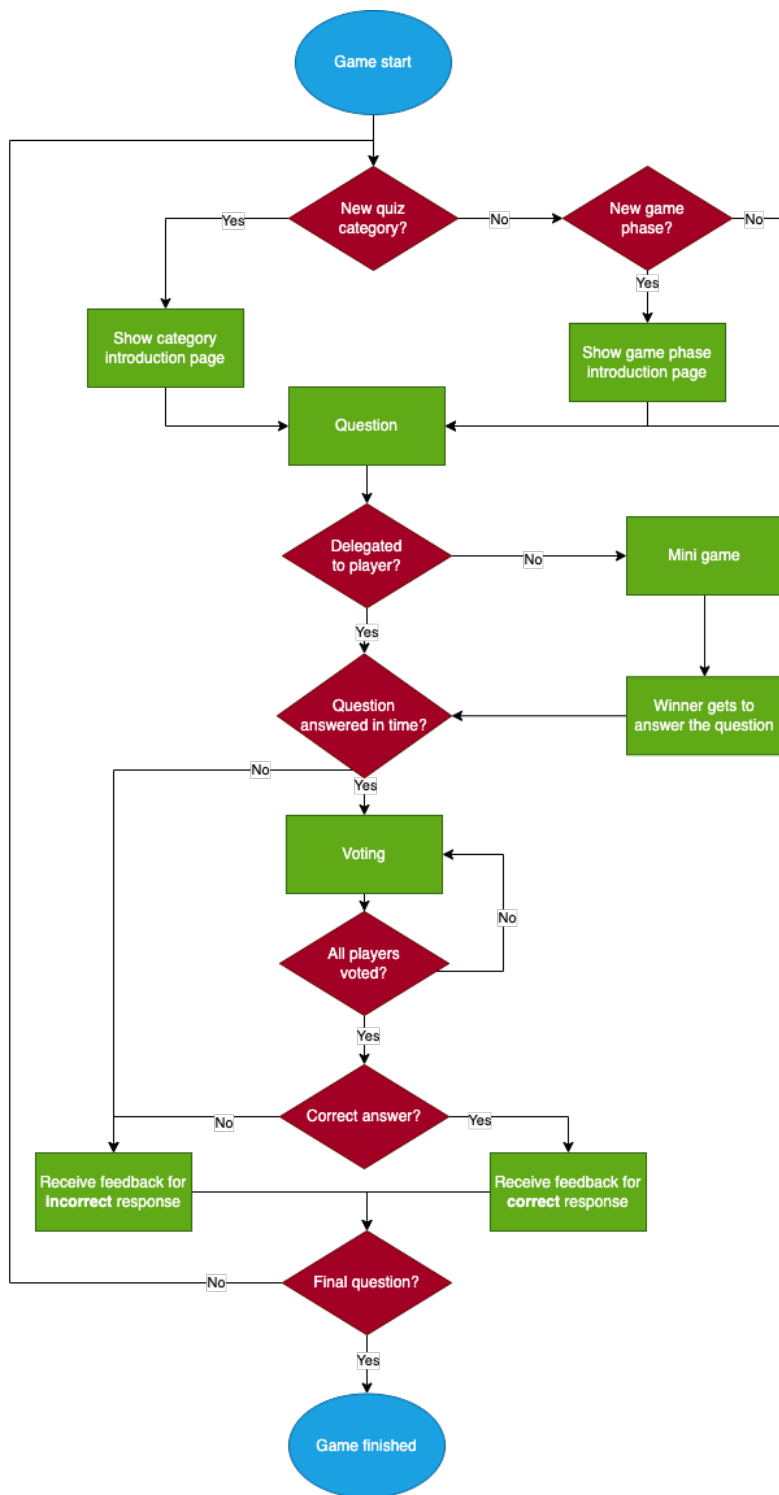 Game start
New quiz
category?
New game
phase?
Yes
No
No
Yes
Show category
introduction page
Show game phase
introduction page
Question
Delegated
to player?
No
Mini game
Yes
Question
answered in time?
Winner gets to
answer the question
No
Yes
Voting
No
All players
voted?
Yes
Correct answer?
No
Yes
Receive feedback for
incorrect response
Receive feedback for
correct response
Final question?
No
Yes
Game finished